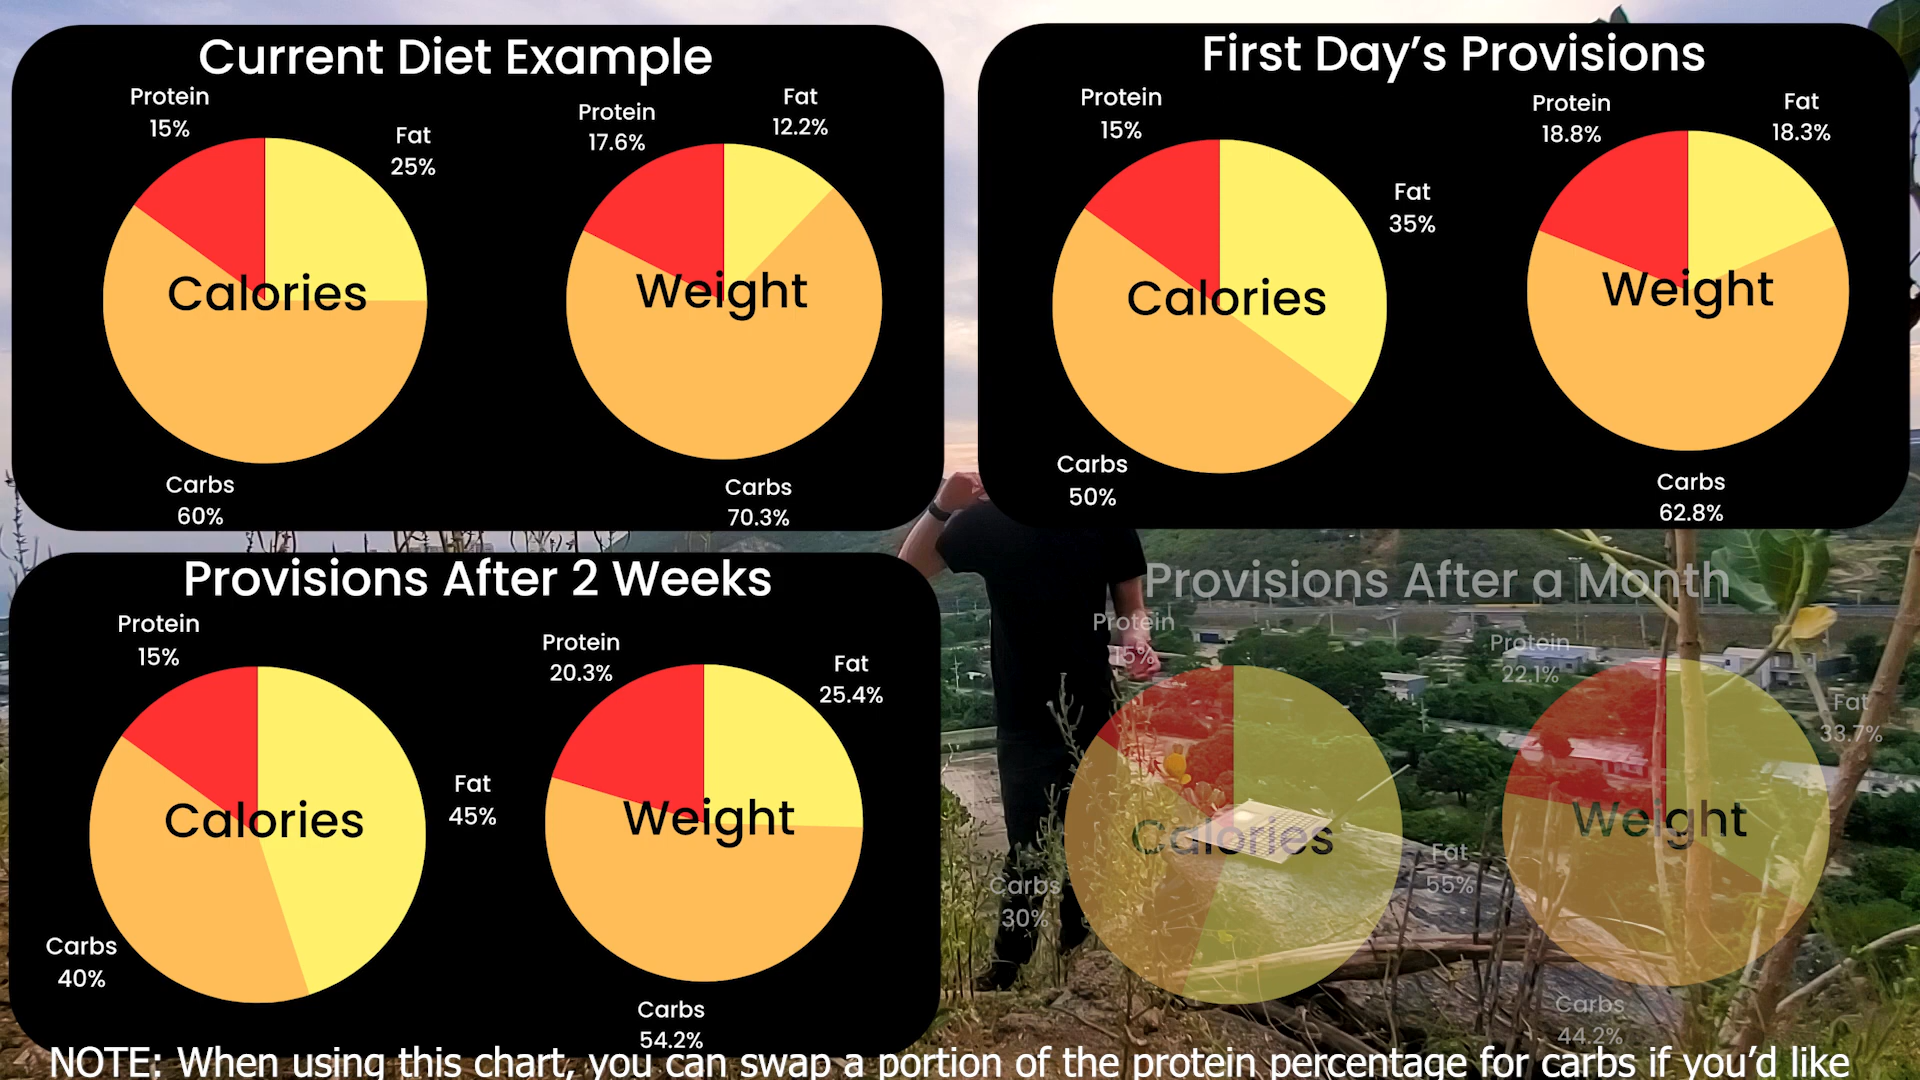 Current Diet Example
Protein
15%
Fat
25%
Calories
Carbs
60%
Protein
17.6%
Fat
12.2%
Weight
Carbs
70.3%
First Day's Provisions
Protein
15%
Fat
35%
Calories
Carbs
50%
Protein
18.8%
Fat
18.3%
Weight
Carbs
62.8%
Provisions After 2 Weeks
Protein
15%
Fat
45%
Calories
Carbs
40%
Protein
20.3%
Fat
25.4%
Weight
Carbs
54.2%
Provisions After a Month
Protein
15%
Calories
Fat
55%
Carbs
30%
Protein
22.1%
Fat
33.7%
Weight
Carbs
44.2%
NOTE: When using this chart, you can swap a portion of the protein percentage for carbs if you'd like